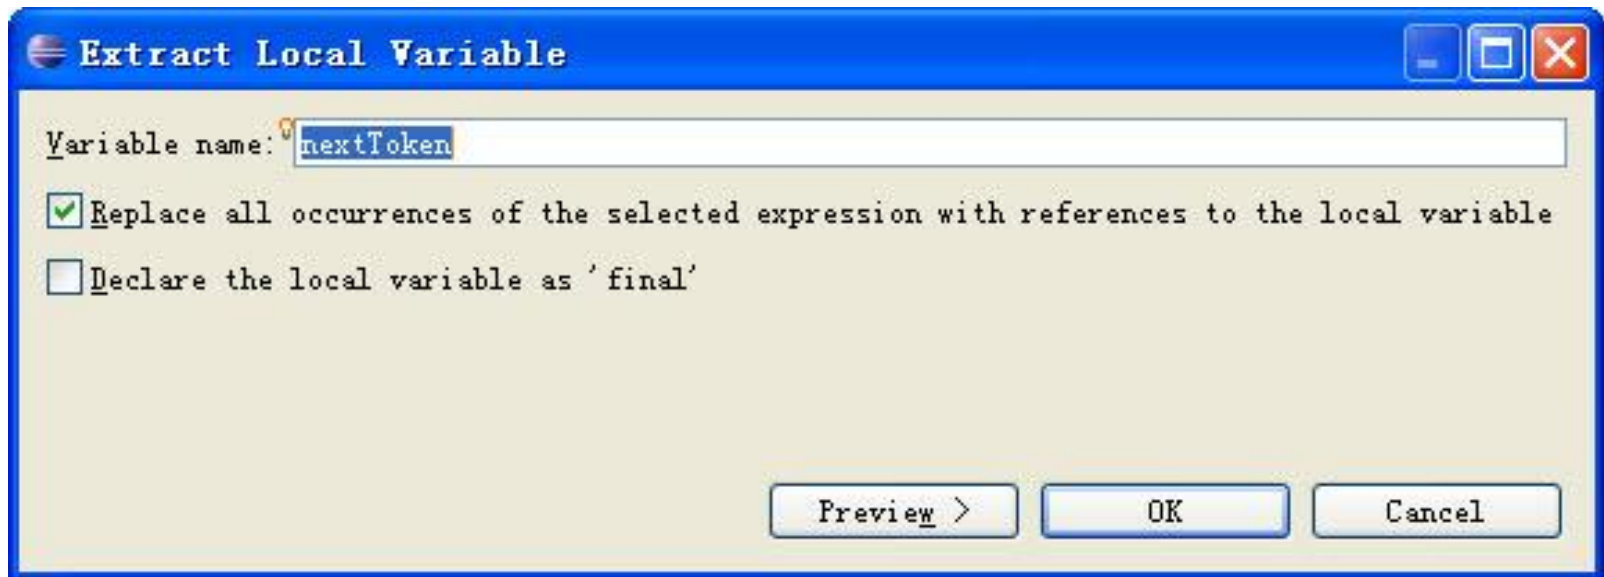 Extract Local Variable
Variable name: nextToken
Replace all occurrences of the selected expression with references to the local variable
Declare the local variable as 'final'
Preview > OK Cancel